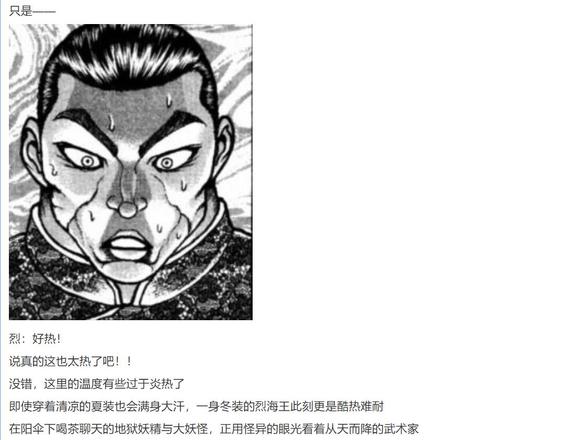 只是——
烈：好热！
说真的这也太热了吧！！
没错，这里的温度有些过于炎热了
即使穿着清凉的夏装也会满身大汗，一身冬装的烈海王此刻更是酷热难耐
在阳伞下喝茶聊天的地狱妖精与大妖怪，正用怪异的眼光看着从天而降的武术家